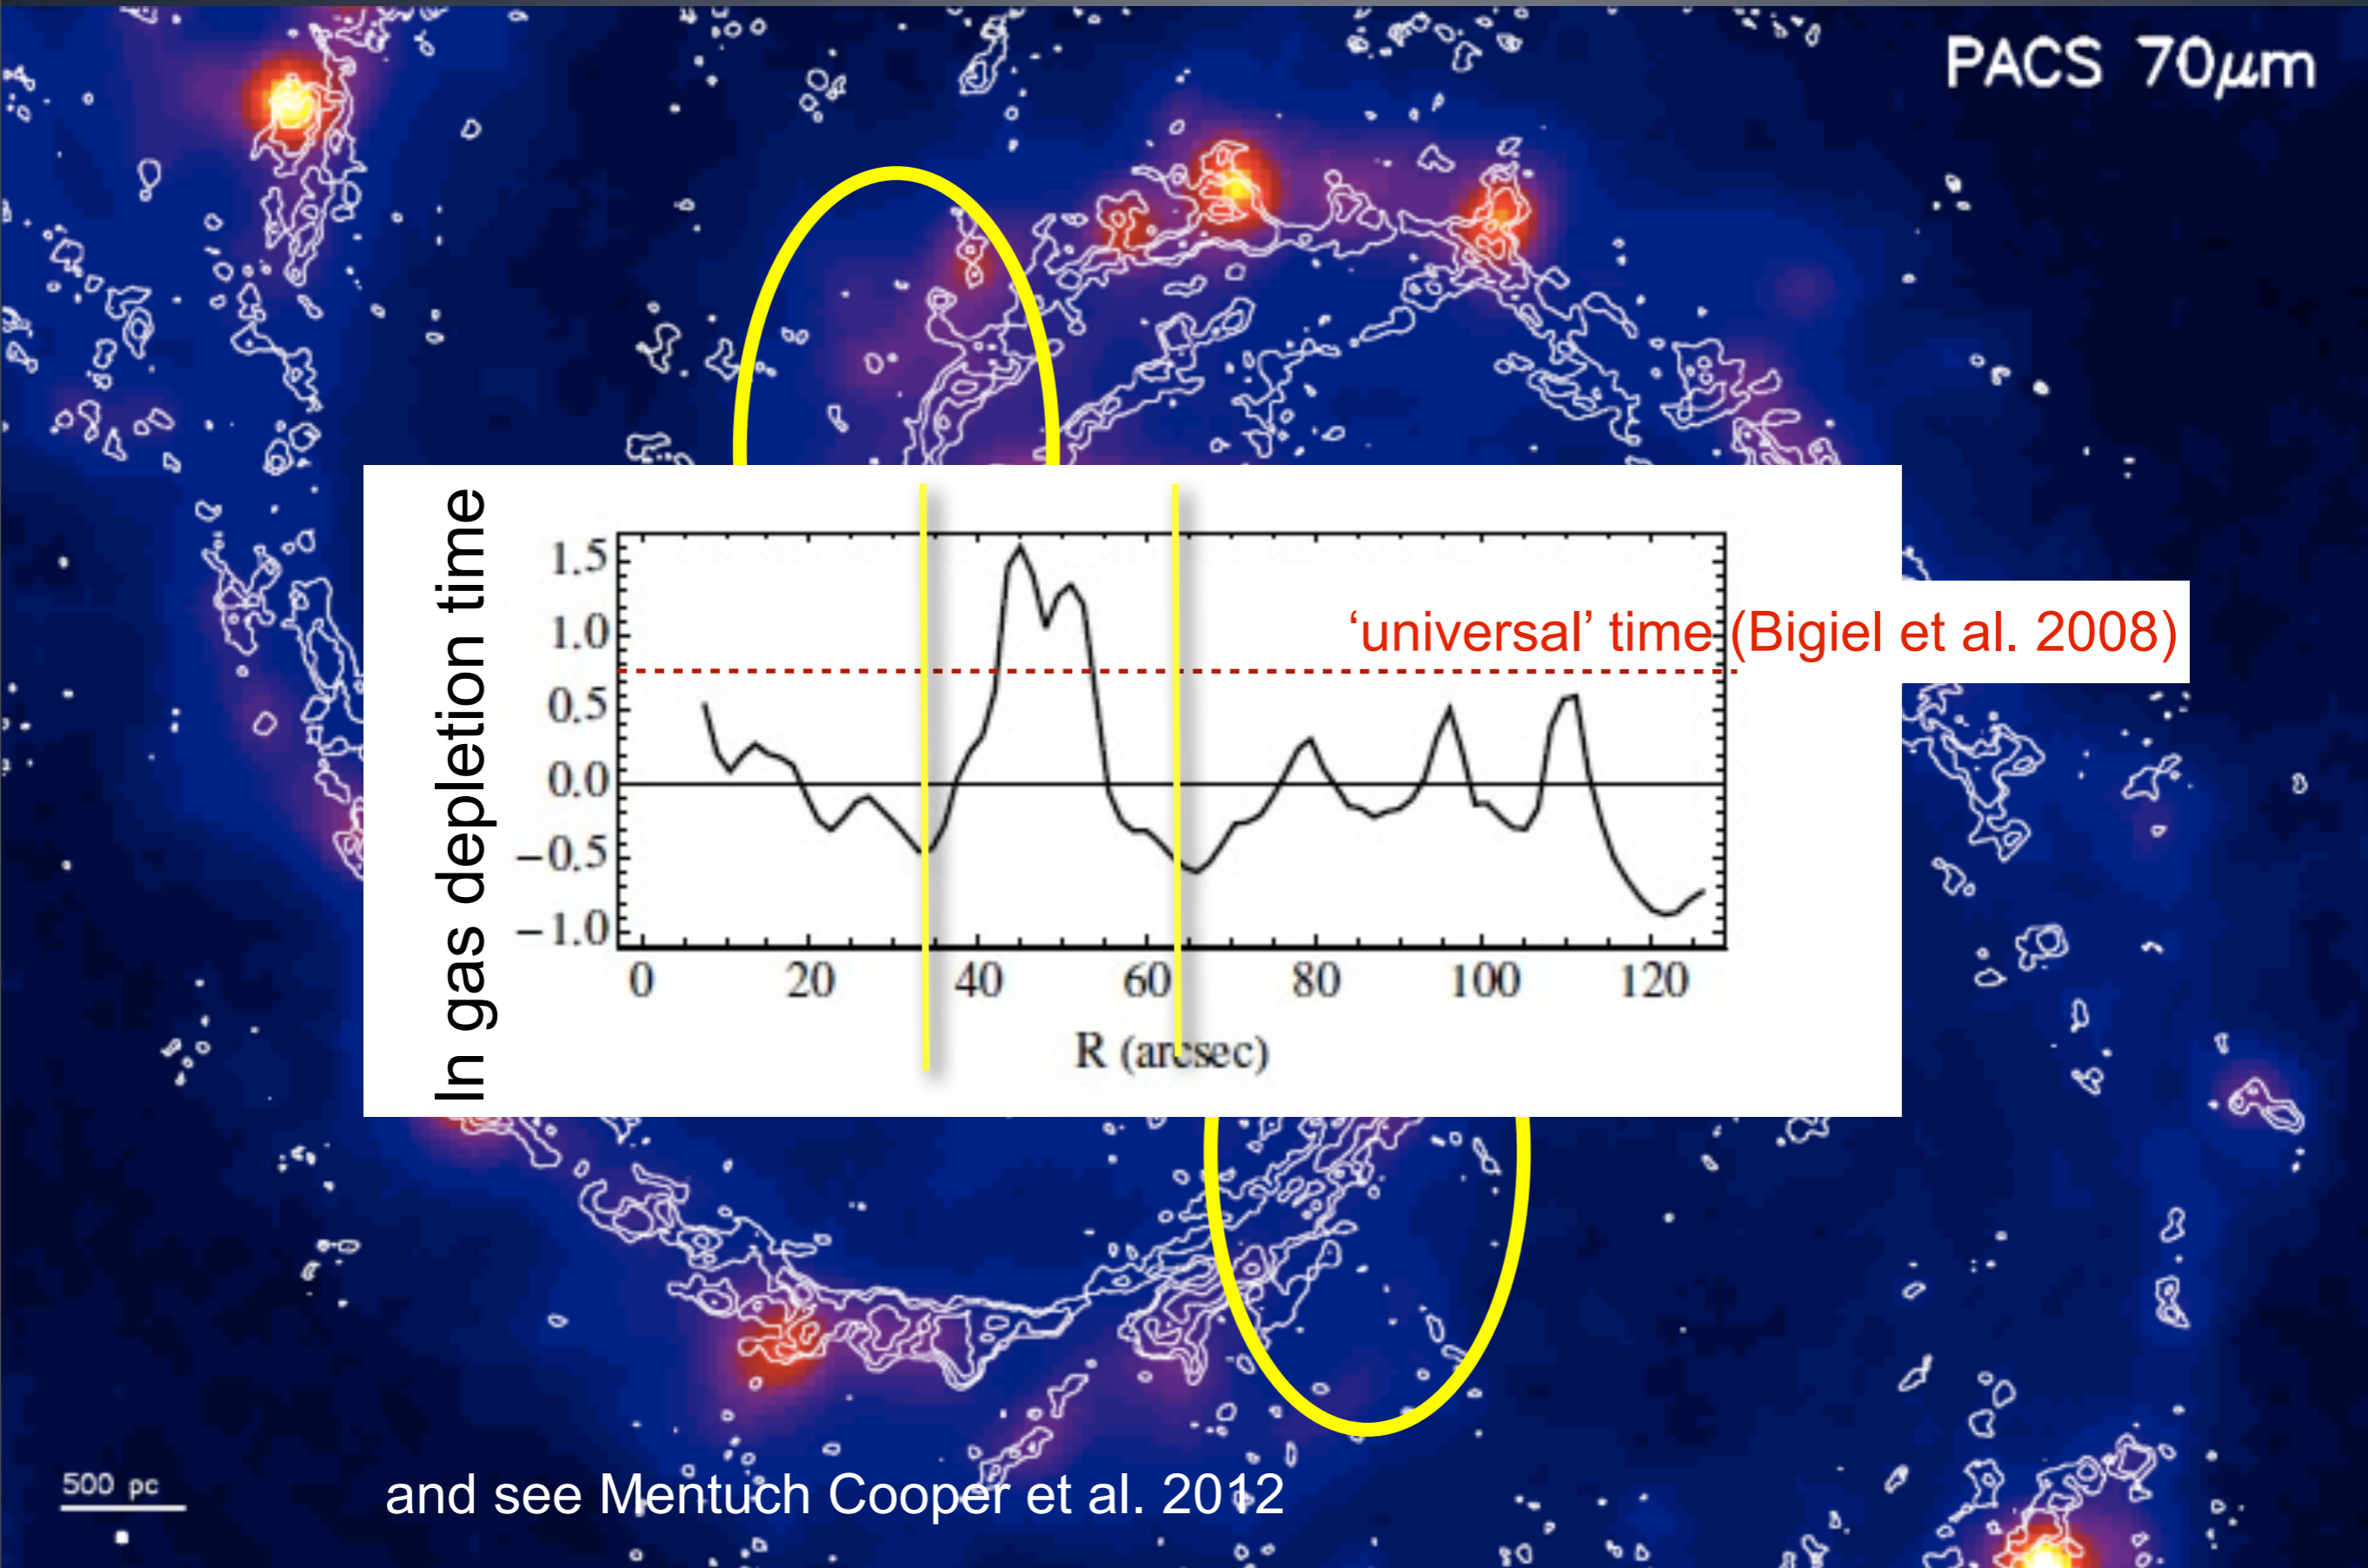 PACS 70μm
ln gas depletion time
1.5
1.0
0.5
0.0
−0.5
−1.0
‘universal’ time (Bigiel et al. 2008)
0 20 40 60 80 100 120
R (arcsec)
500 pc
and see Mentuch Cooper et al. 2012